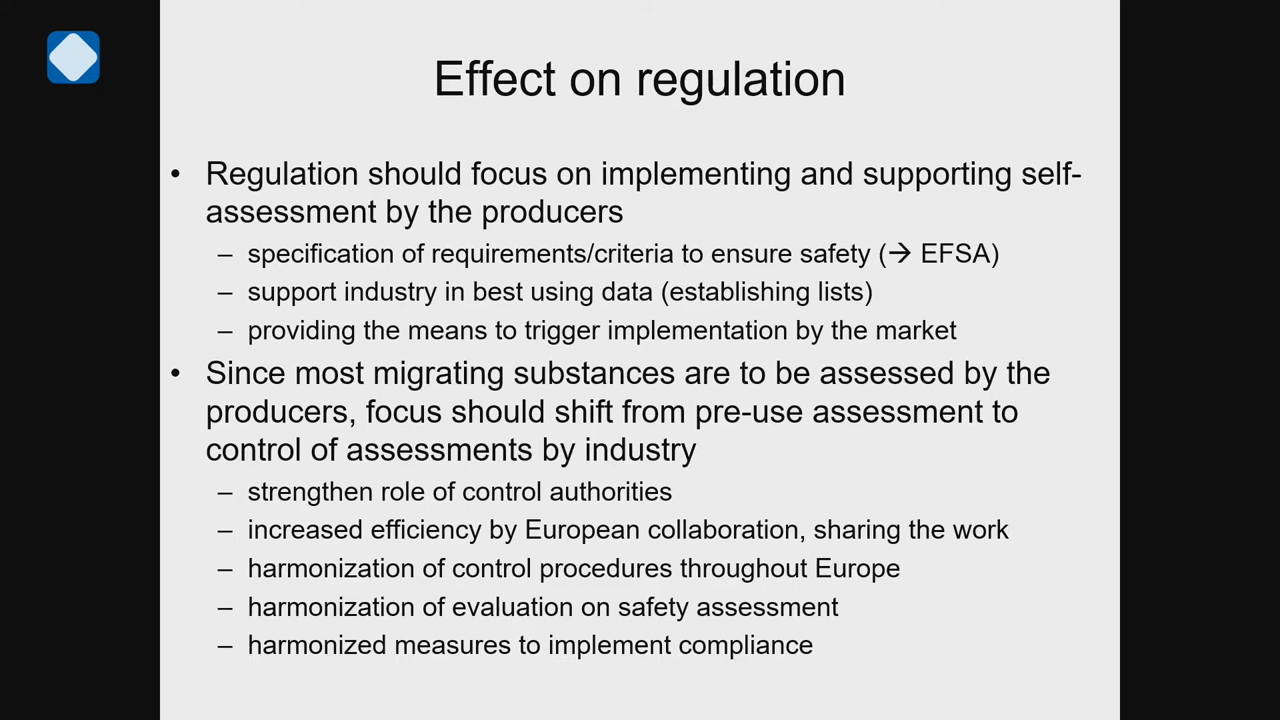 Effect on regulation
• Regulation should focus on implementing and supporting self-
assessment by the producers
– specification of requirements/criteria to ensure safety (→ EFSA)
– support industry in best using data (establishing lists)
– providing the means to trigger implementation by the market
• Since most migrating substances are to be assessed by the
producers, focus should shift from pre-use assessment to
control of assessments by industry
– strengthen role of control authorities
– increased efficiency by European collaboration, sharing the work
– harmonization of control procedures throughout Europe
– harmonization of evaluation on safety assessment
– harmonized measures to implement compliance